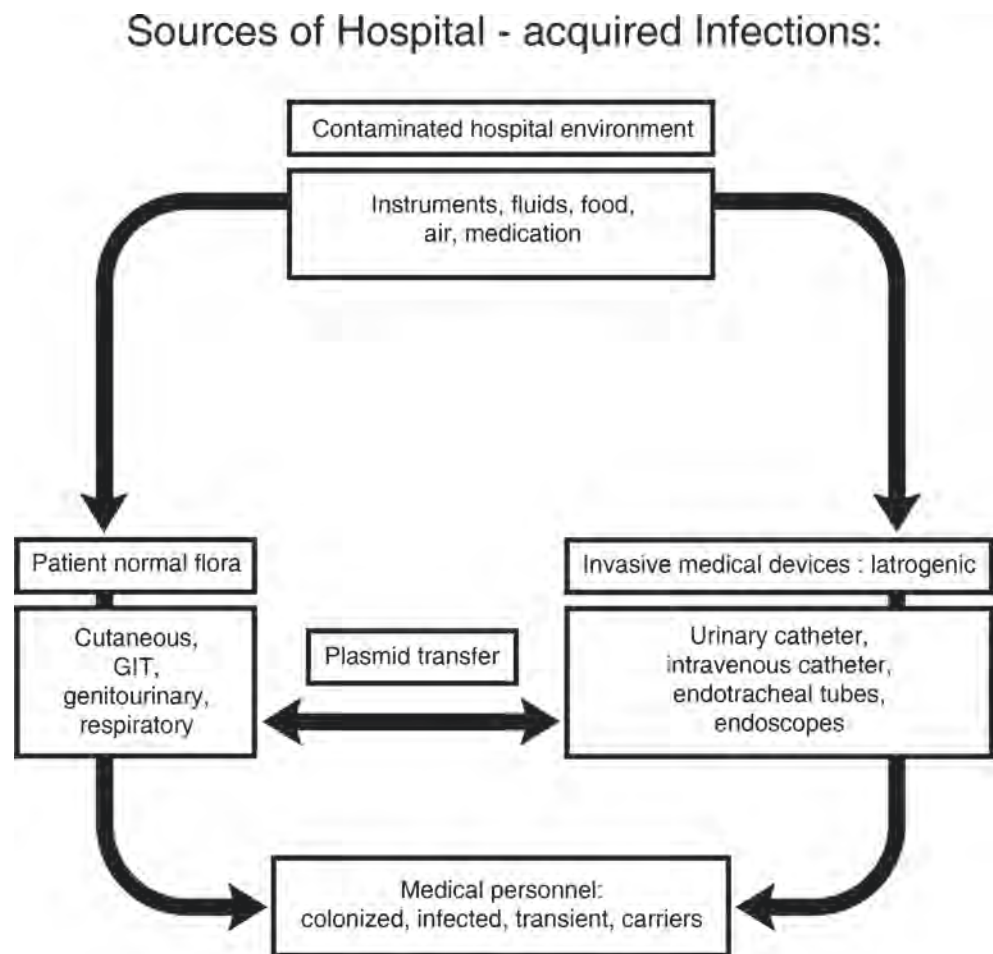 Sources of Hospital - acquired Infections:
Contaminated hospital environment
Instruments, fluids, food,
air, medication
Patient normal flora
Cutaneous,
GIT,
genitourinary,
respiratory
Plasmid transfer
Invasive medical devices : Iatrogenic
Urinary catheter,
intravenous catheter,
endotracheal tubes,
endoscopes
Medical personnel:
colonized, infected, transient, carriers